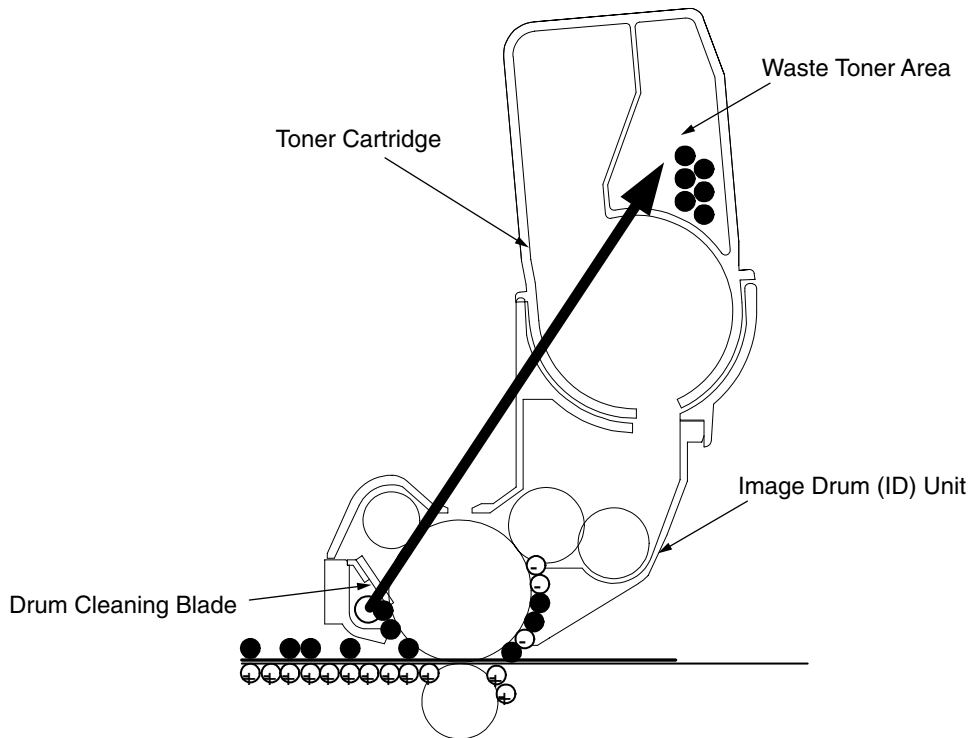 Waste Toner Area
Toner Cartridge
Image Drum (ID) Unit
Drum Cleaning Blade
- 
- 
- 
+ + + + + + + + + +
+